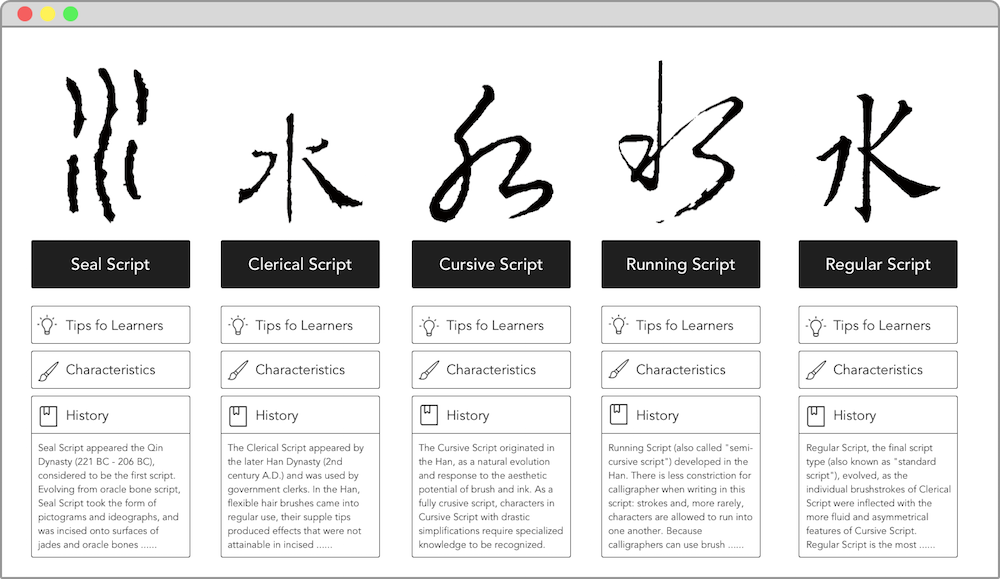 水 水 水 水 水
Seal Script
Clerical Script
Cursive Script
Running Script
Regular Script
Tips fo Learners
Tips fo Learners
Tips fo Learners
Tips fo Learners
Tips fo Learners
Characteristics
Characteristics
Characteristics
Characteristics
Characteristics
History
Seal Script appeared the Qin
Dynasty (221 BC - 206 BC),
considered to be the first script.
Evolving from oracle bone script,
Seal Script took the form of
pictograms and ideographs, and
was incised onto surfaces of
jades and oracle bones ......
History
The Clerical Script appeared by
the later Han Dynasty (2nd
century A.D.) and was used by
government clerks. In the Han,
flexible hair brushes came into
regular use, their supple tips
produced effects that were not
attainable in incised ......
History
The Cursive Script originated in
the Han, as a natural evolution
and response to the aesthetic
potential of brush and ink. As a
fully crusive script, characters in
Cursive Script with drastic
simplifications require specialized
knowledge to be recognized.
History
Running Script (also called "semi-
cursive script") developed in the
Han. There is less constriction for
calligrapher when writing in this
script: strokes and, more rarely,
characters are allowed to run into
one another. Because
calligraphers can use brush ......
History
Regular Script, the final script
type (also known as "standard
script"), evolved, as the
individual brushstrokes of Clerical
Script were inflected with the
more fluid and asymmetrical
features of Cursive Script.
Regular Script is the most ......